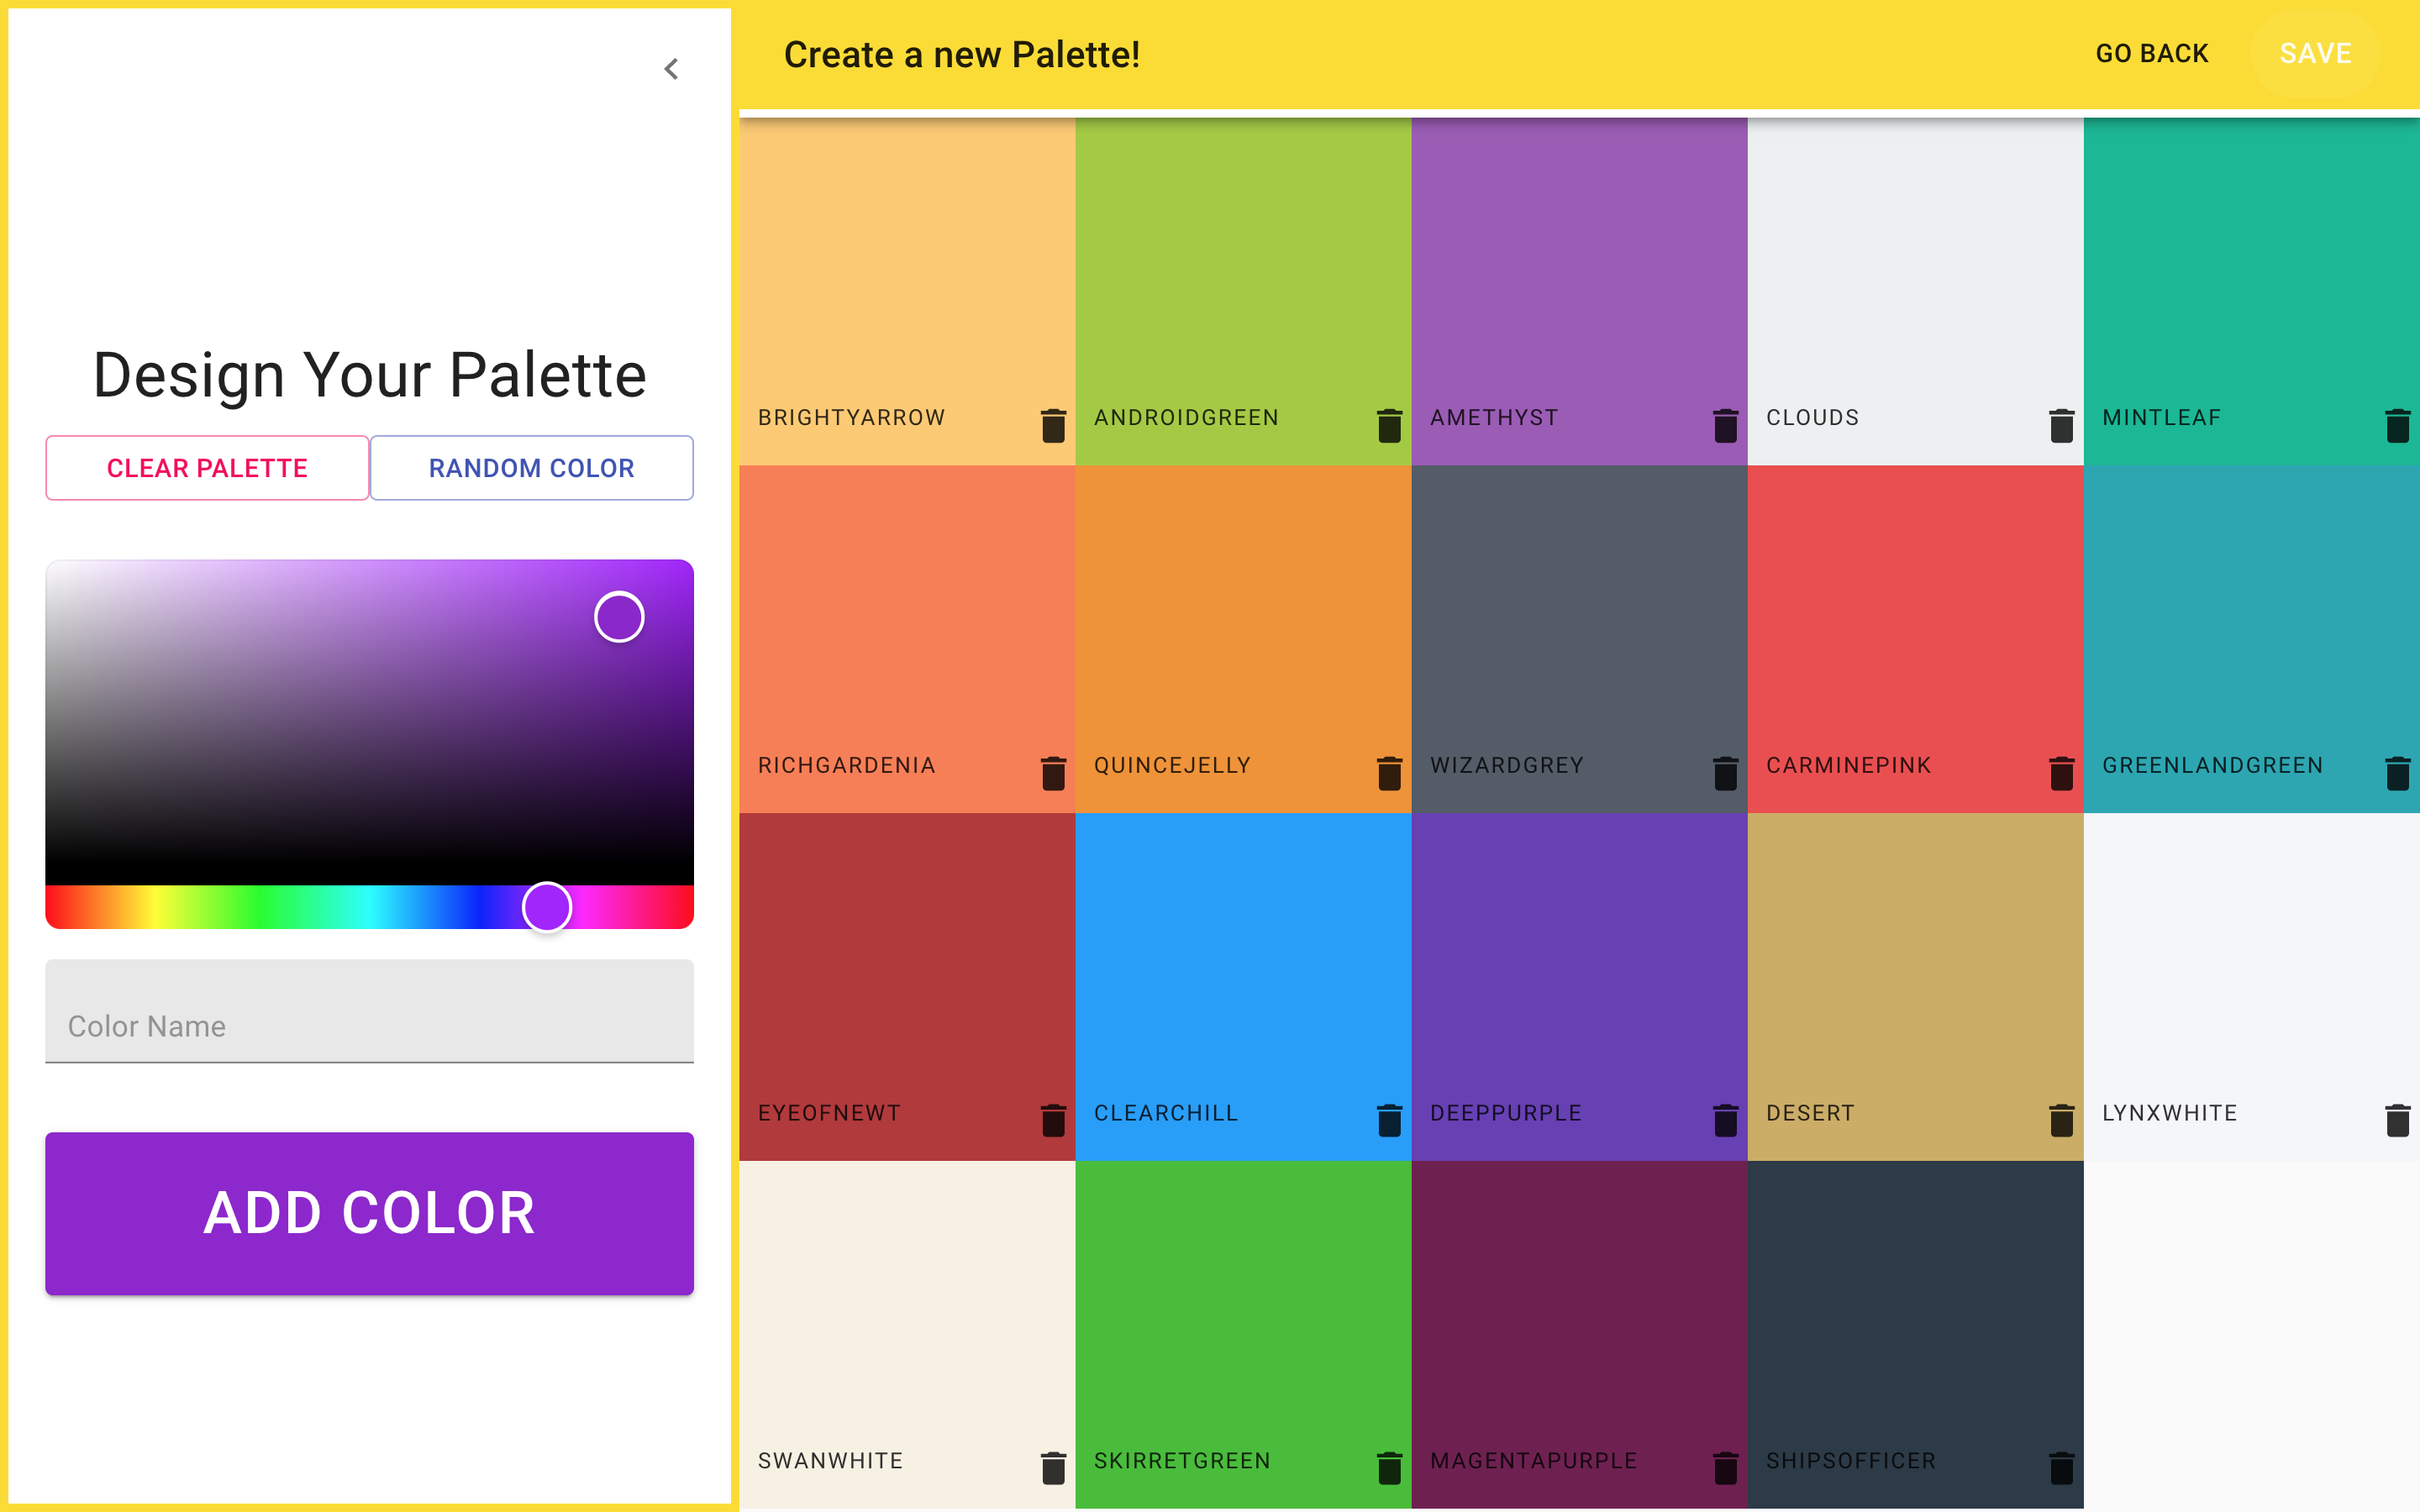 Create a new Palette!
GO BACK
SAVE
Design Your Palette
CLEAR PALETTE
RANDOM COLOR
Color Name
ADD COLOR
BRIGHTYARROW
ANDROIDGREEN
AMETHYST
CLOUDS
MINTLEAF
RICHGARDENIA
QUINCEJELLY
WIZARDGREY
CARMINEPINK
GREENLANDGREEN
EYEOFNEWT
CLEARCHILL
DEEPPURPLE
DESERT
LYNXWHITE
SWANWHITE
SKIRRETGREEN
MAGENTAPURPLE
SHIPSOFFICER